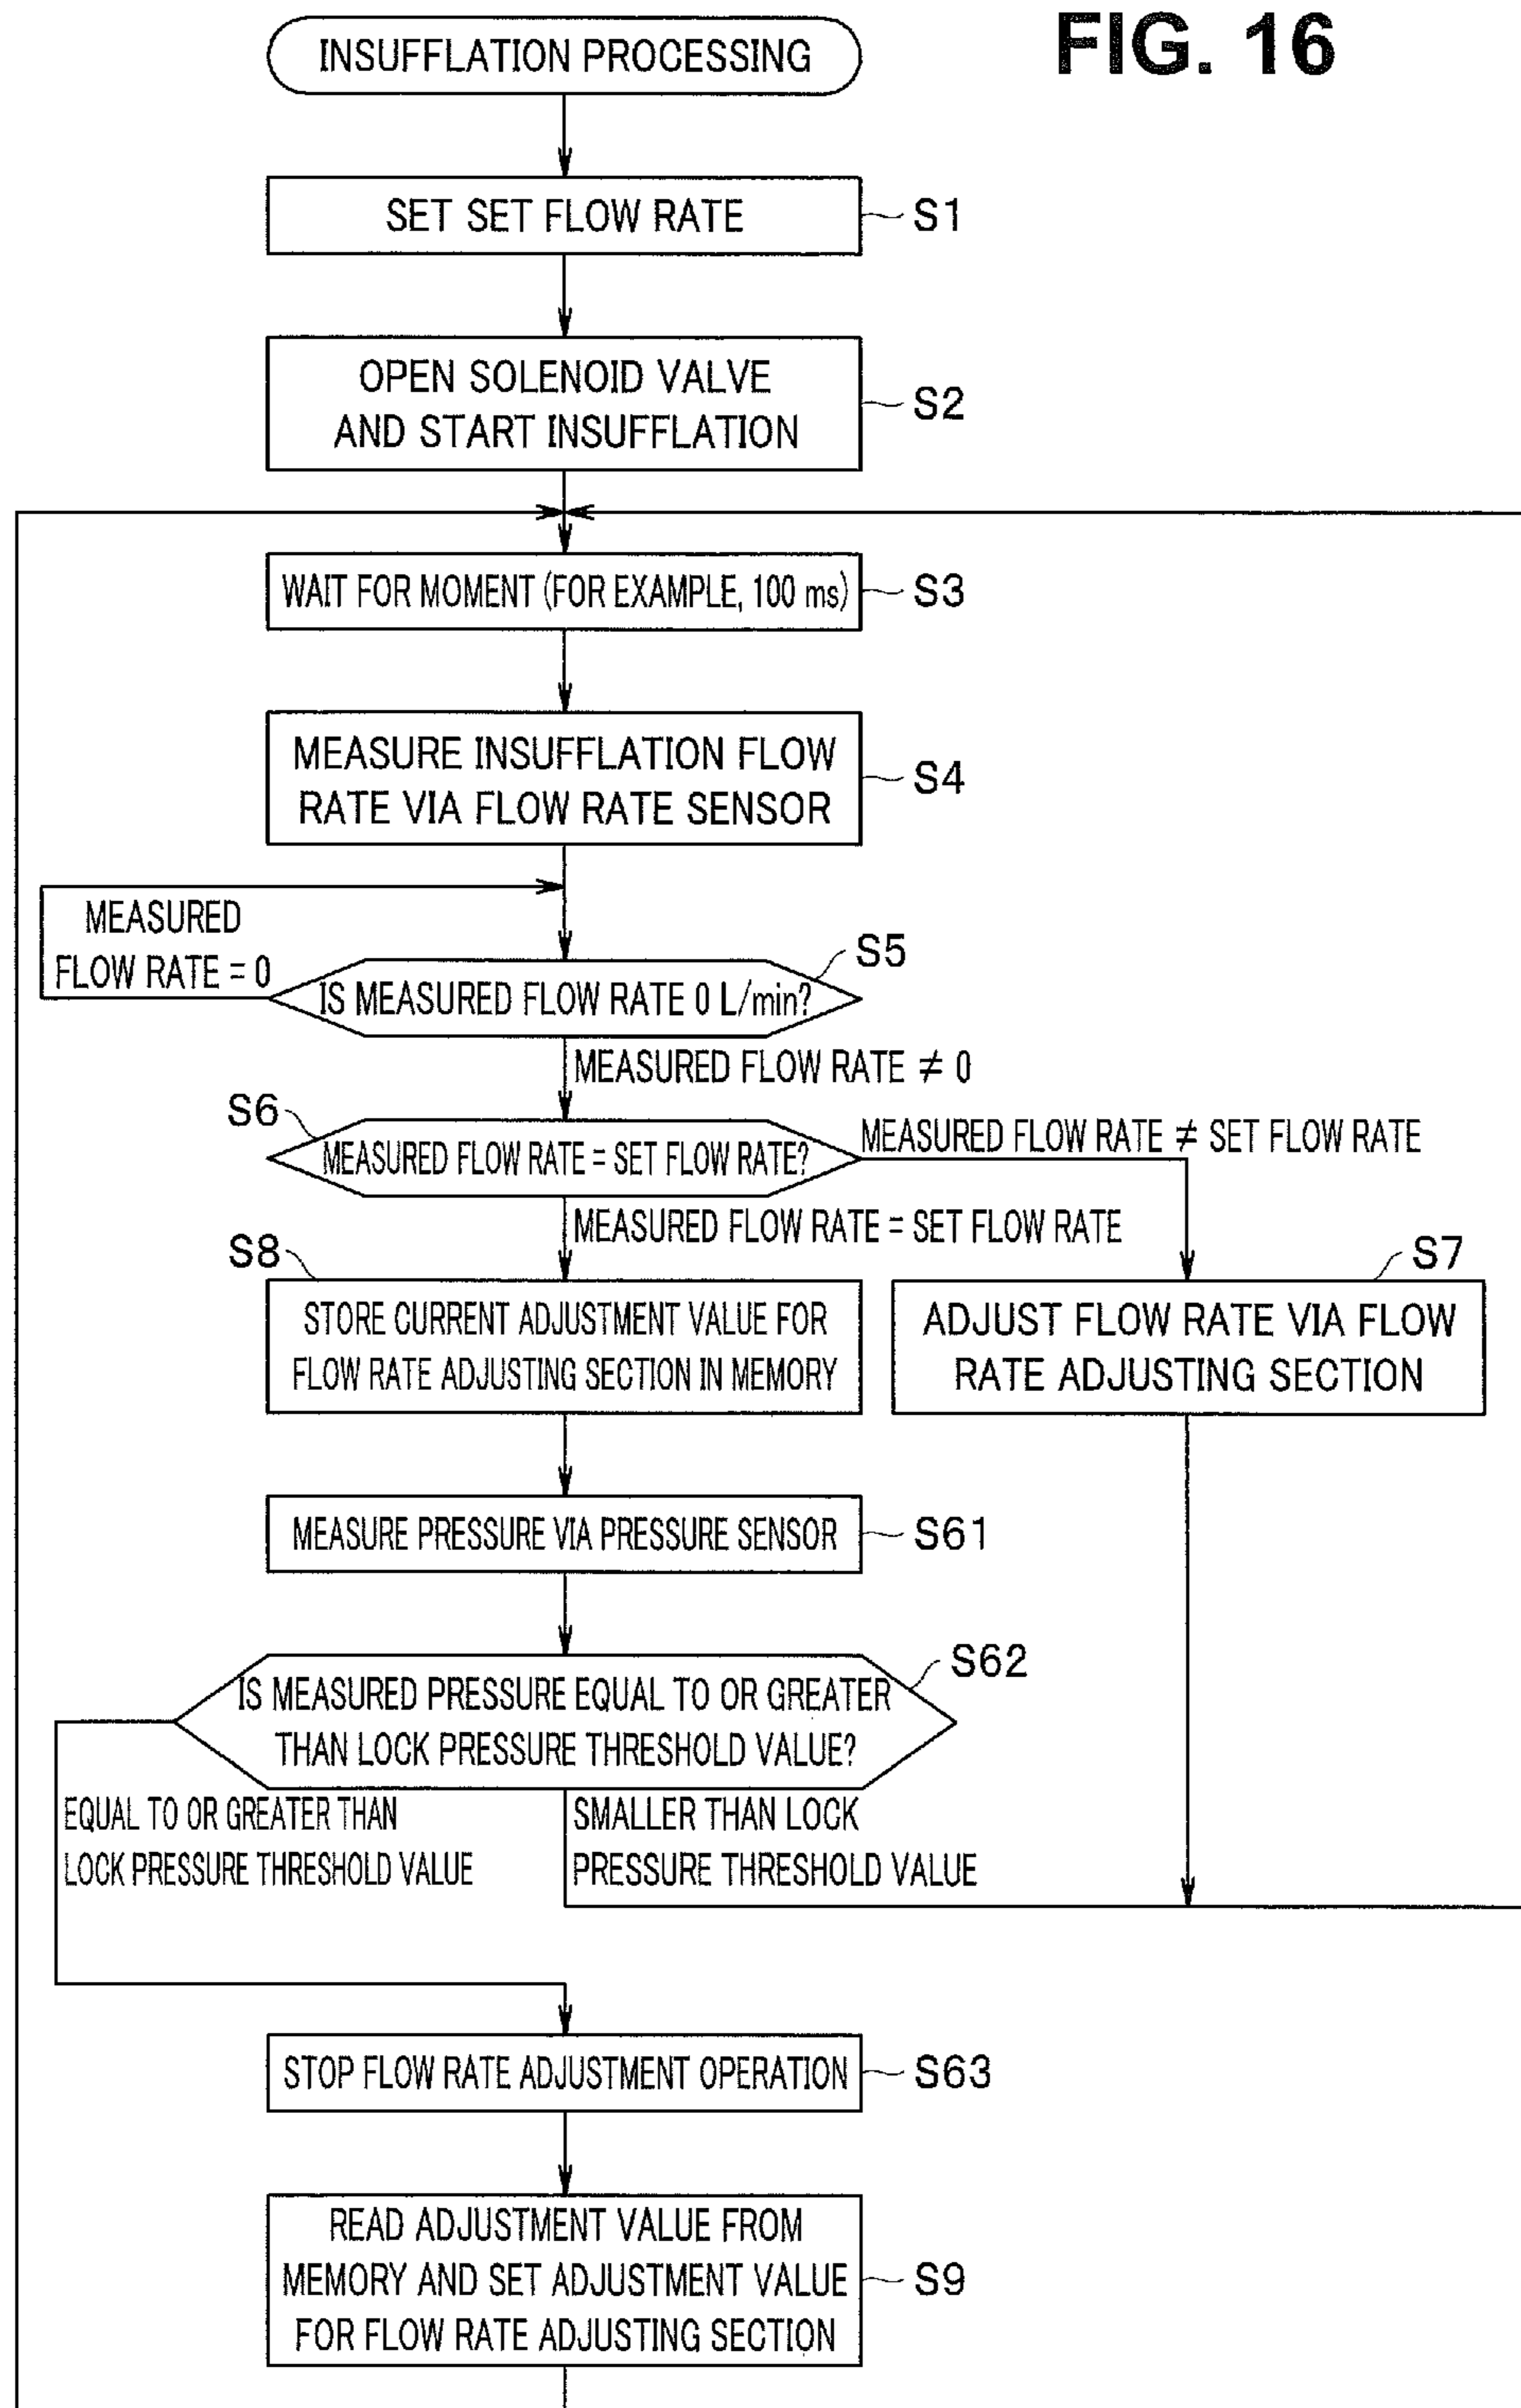 FIG. 16
INSUFFLATION PROCESSING
SET SET FLOW RATE
S1
OPEN SOLENOID VALVE
AND START INSUFFLATION
S2
WAIT FOR MOMENT (FOR EXAMPLE, 100 ms)
S3
MEASURE INSUFFLATION FLOW
RATE VIA FLOW RATE SENSOR
S4
MEASURED
FLOW RATE = 0
S5
IS MEASURED FLOW RATE 0 L/min?
MEASURED FLOW RATE ≠ 0
S6
MEASURED FLOW RATE = SET FLOW RATE?
MEASURED FLOW RATE ≠ SET FLOW RATE
MEASURED FLOW RATE = SET FLOW RATE
S8
STORE CURRENT ADJUSTMENT VALUE FOR
FLOW RATE ADJUSTING SECTION IN MEMORY
S7
ADJUST FLOW RATE VIA FLOW
RATE ADJUSTING SECTION
MEASURE PRESSURE VIA PRESSURE SENSOR
S61
S62
IS MEASURED PRESSURE EQUAL TO OR GREATER
THAN LOCK PRESSURE THRESHOLD VALUE?
EQUAL TO OR GREATER THAN
LOCK PRESSURE THRESHOLD VALUE
SMALLER THAN LOCK
PRESSURE THRESHOLD VALUE
STOP FLOW RATE ADJUSTMENT OPERATION
S63
READ ADJUSTMENT VALUE FROM
MEMORY AND SET ADJUSTMENT VALUE
FOR FLOW RATE ADJUSTING SECTION
S9